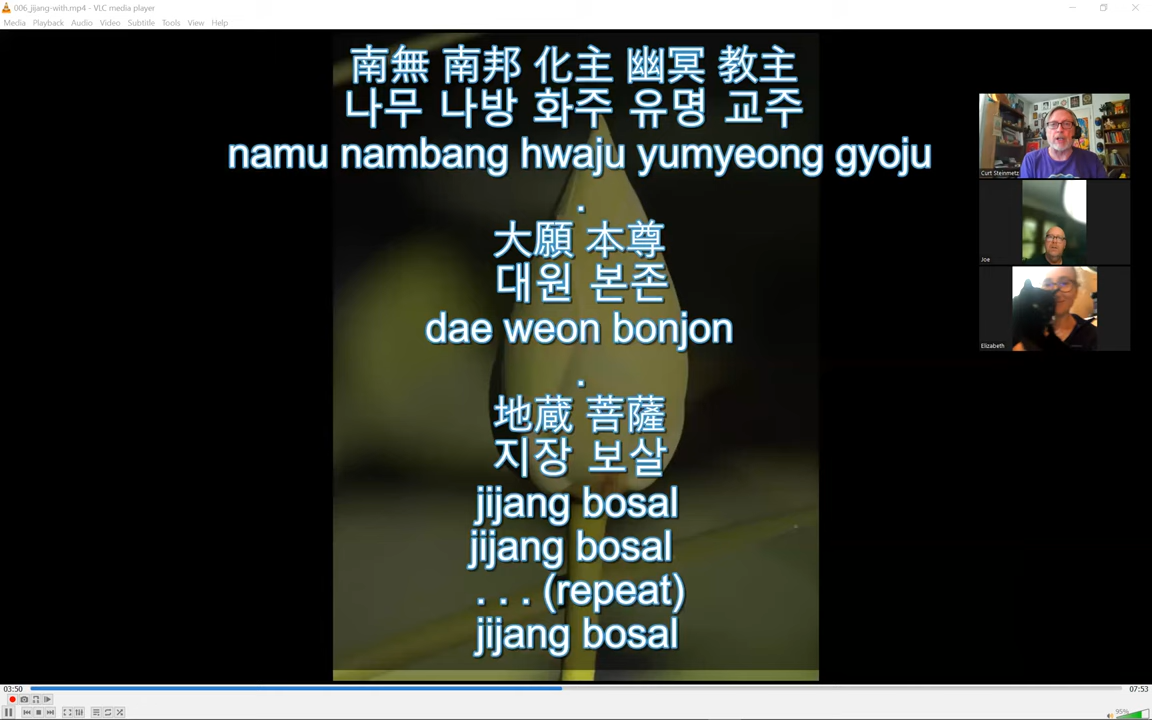 006_jijang-with.mp4 - VLC media player
Media Playback Audio Video Subtitle Tools View Help
南無 南邦 化主 幽冥 教主
나무 나방 화주 유명 교주
namu nambang hwaju yumyeong gyoju
.
大願 本尊
대원 본존
dae weon bonjon
.
地蔵 菩薩
지장 보살
jijang bosal
jijang bosal
. . . (repeat)
jijang bosal
Curt Steinmetz
Joe
Elizabeth
03:50
07:53
95%